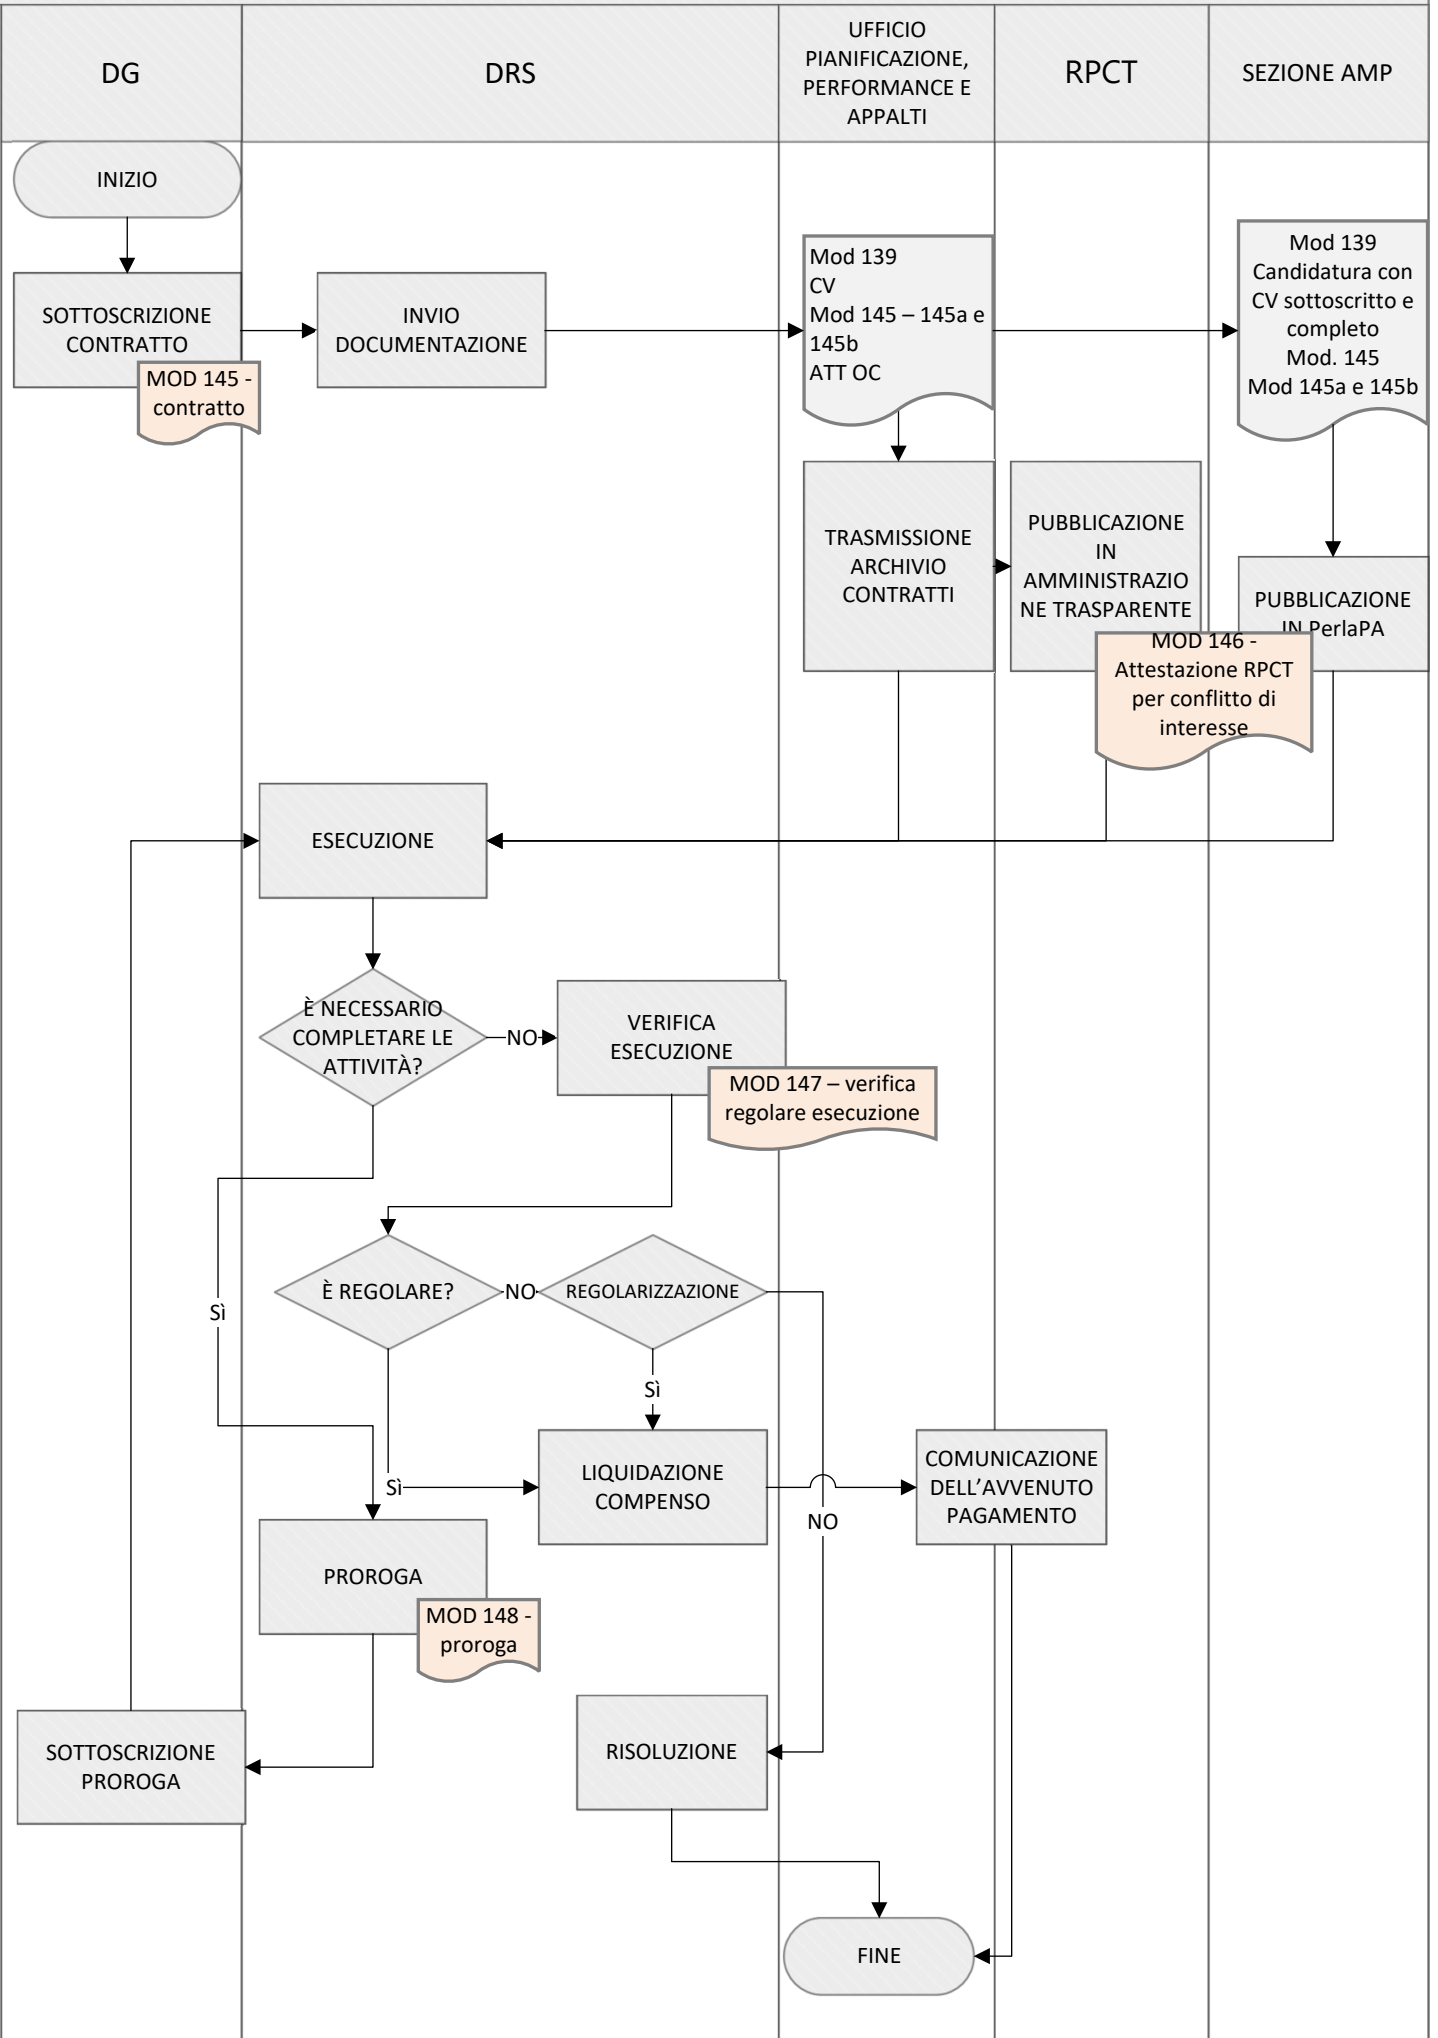 DG
DRS
UFFICIO
PIANIFICAZIONE,
PERFORMANCE E
APPALTI
RPCT
SEZIONE AMP
INIZIO
SOTTOSCRIZIONE
CONTRATTO
MOD 145 -
contratto
INVIO
DOCUMENTAZIONE
Mod 139
CV
Mod 145 – 145a e
145b
ATT OC
Mod 139
Candidatura con
CV sottoscritto e
completo
Mod. 145
Mod 145a e 145b
TRASMISSIONE
ARCHIVIO
CONTRATTI
PUBBLICAZIONE
IN
AMMINISTRAZIO
NE TRASPARENTE
PUBBLICAZIONE
IN PerlaPA
MOD 146 -
Attestazione RPCT
per conflitto di
interesse
ESECUZIONE
È NECESSARIO
COMPLETARE LE
ATTIVITÀ?
NO
VERIFICA
ESECUZIONE
MOD 147 – verifica
regolare esecuzione
È REGOLARE?
NO
REGOLARIZZAZIONE
Sì
Sì
LIQUIDAZIONE
COMPENSO
Sì
COMUNICAZIONE
DELL’AVVENUTO
PAGAMENTO
NO
PROROGA
MOD 148 -
proroga
SOTTOSCRIZIONE
PROROGA
RISOLUZIONE
FINE